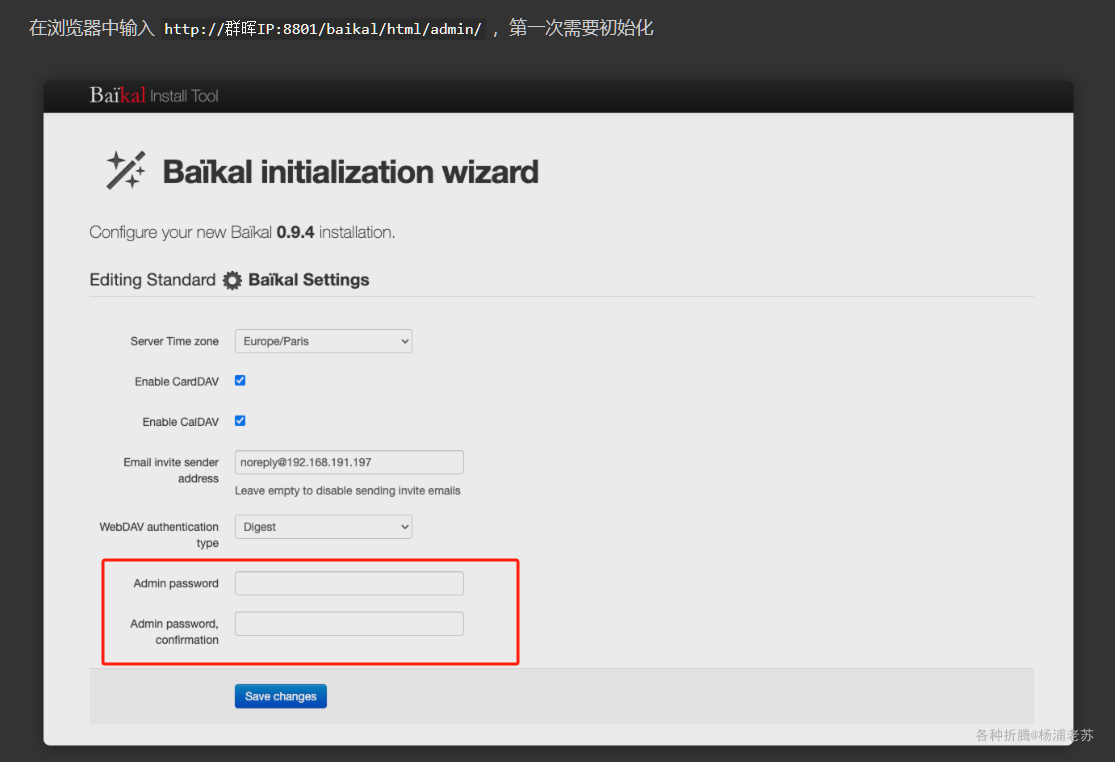 在浏览器中输入 http://群晖IP:8801/baikal/html/admin/ ，第一次需要初始化
Baïkal Install Tool
Baïkal initialization wizard
Configure your new Baïkal 0.9.4 installation.
Editing Standard Baïkal Settings
Server Time zone Europe/Paris
Enable CardDAV
Enable CalDAV
Email invite sender address noreply@192.168.191.197
Leave empty to disable sending invite emails
WebDAV authentication type Digest
Admin password
Admin password, confirmation
Save changes
各种折腾@杨浦老苏